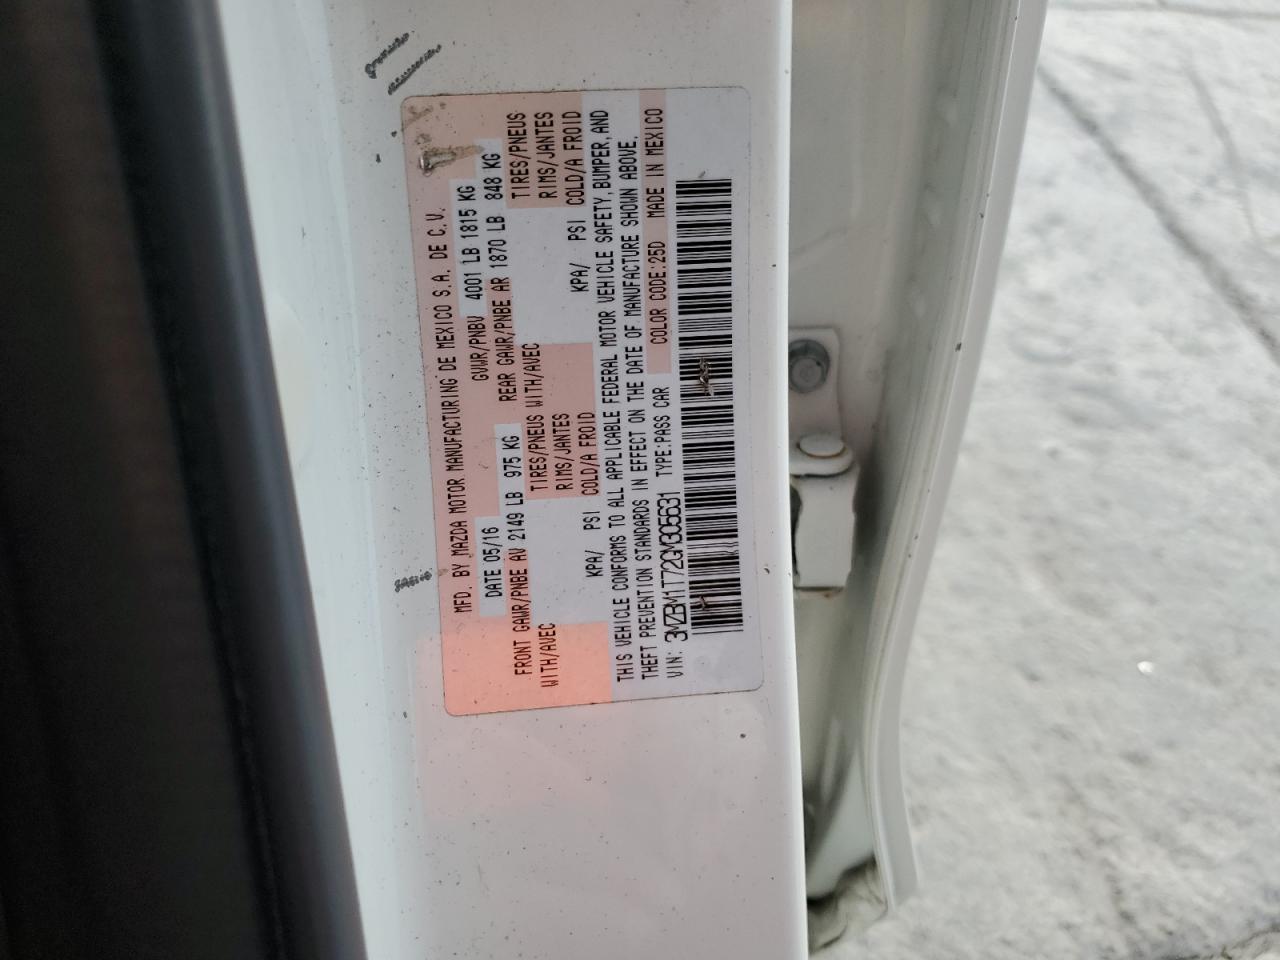 MFD. BY MAZDA MOTOR MANUFACTURING DE MEXICO S.A. DE C.V.
DATE 05/16 GVWR/PNBV 4001 LB 1815 KG
FRONT GAWR/PNBE AV 2149 LB 975 KG REAR GAWR/PNBE AR 1870 LB 848 KG
WITH/AVEC TIRES/PNEUS WITH/AVEC TIRES/PNEUS
RIMS/JANTES RIMS/JANTES
KPA/ PSI COLD/A FROID KPA/ PSI COLD/A FROID
THIS VEHICLE CONFORMS TO ALL APPLICABLE FEDERAL MOTOR VEHICLE SAFETY, BUMPER, AND
THEFT PREVENTION STANDARDS IN EFFECT ON THE DATE OF MANUFACTURE SHOWN ABOVE.
VIN: 3MZBM1T72GM305631 TYPE:PASS CAR COLOR CODE:25D MADE IN MEXICO